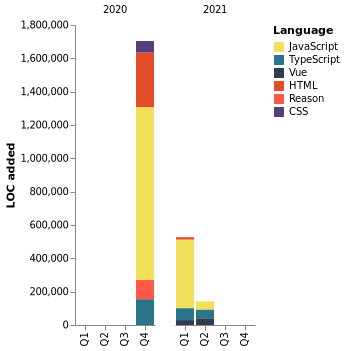 2020 2021
LOC added
1,800,000
1,600,000
1,400,000
1,200,000
1,000,000
800,000
600,000
400,000
200,000
0
Q1 Q2 Q3 Q4 Q1 Q2 Q3 Q4
Language
JavaScript
TypeScript
Vue
HTML
Reason
CSS